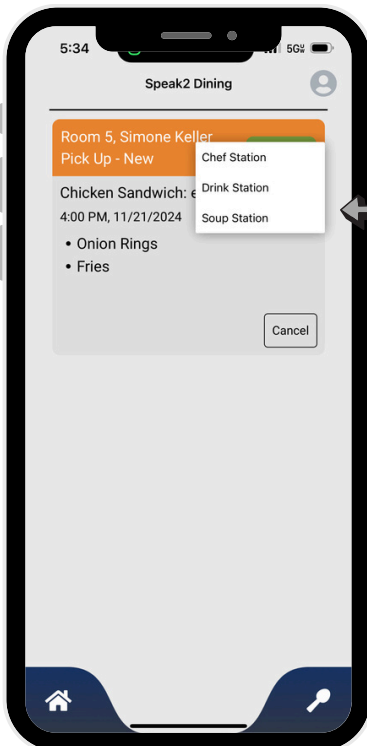 5:34
5G
Speak2 Dining
Room 5, Simone Keller
Pick Up - New
Chef Station
Drink Station
Soup Station
Chicken Sandwich:
4:00 PM, 11/21/2024
• Onion Rings
• Fries
Cancel